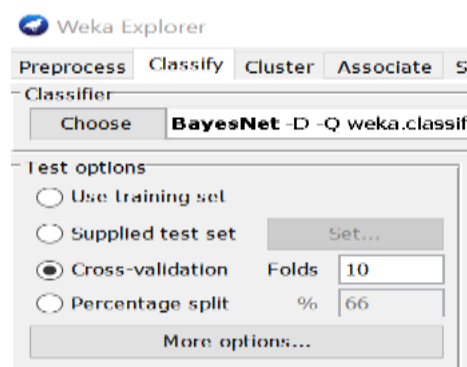 Weka Explorer
Preprocess Classify Cluster Associate S
Classifier
Choose BayesNet -D -Q weka.classif
Test options
Use training set
Supplied test set Set...
Cross-validation Folds 10
Percentage split % 66
More options...